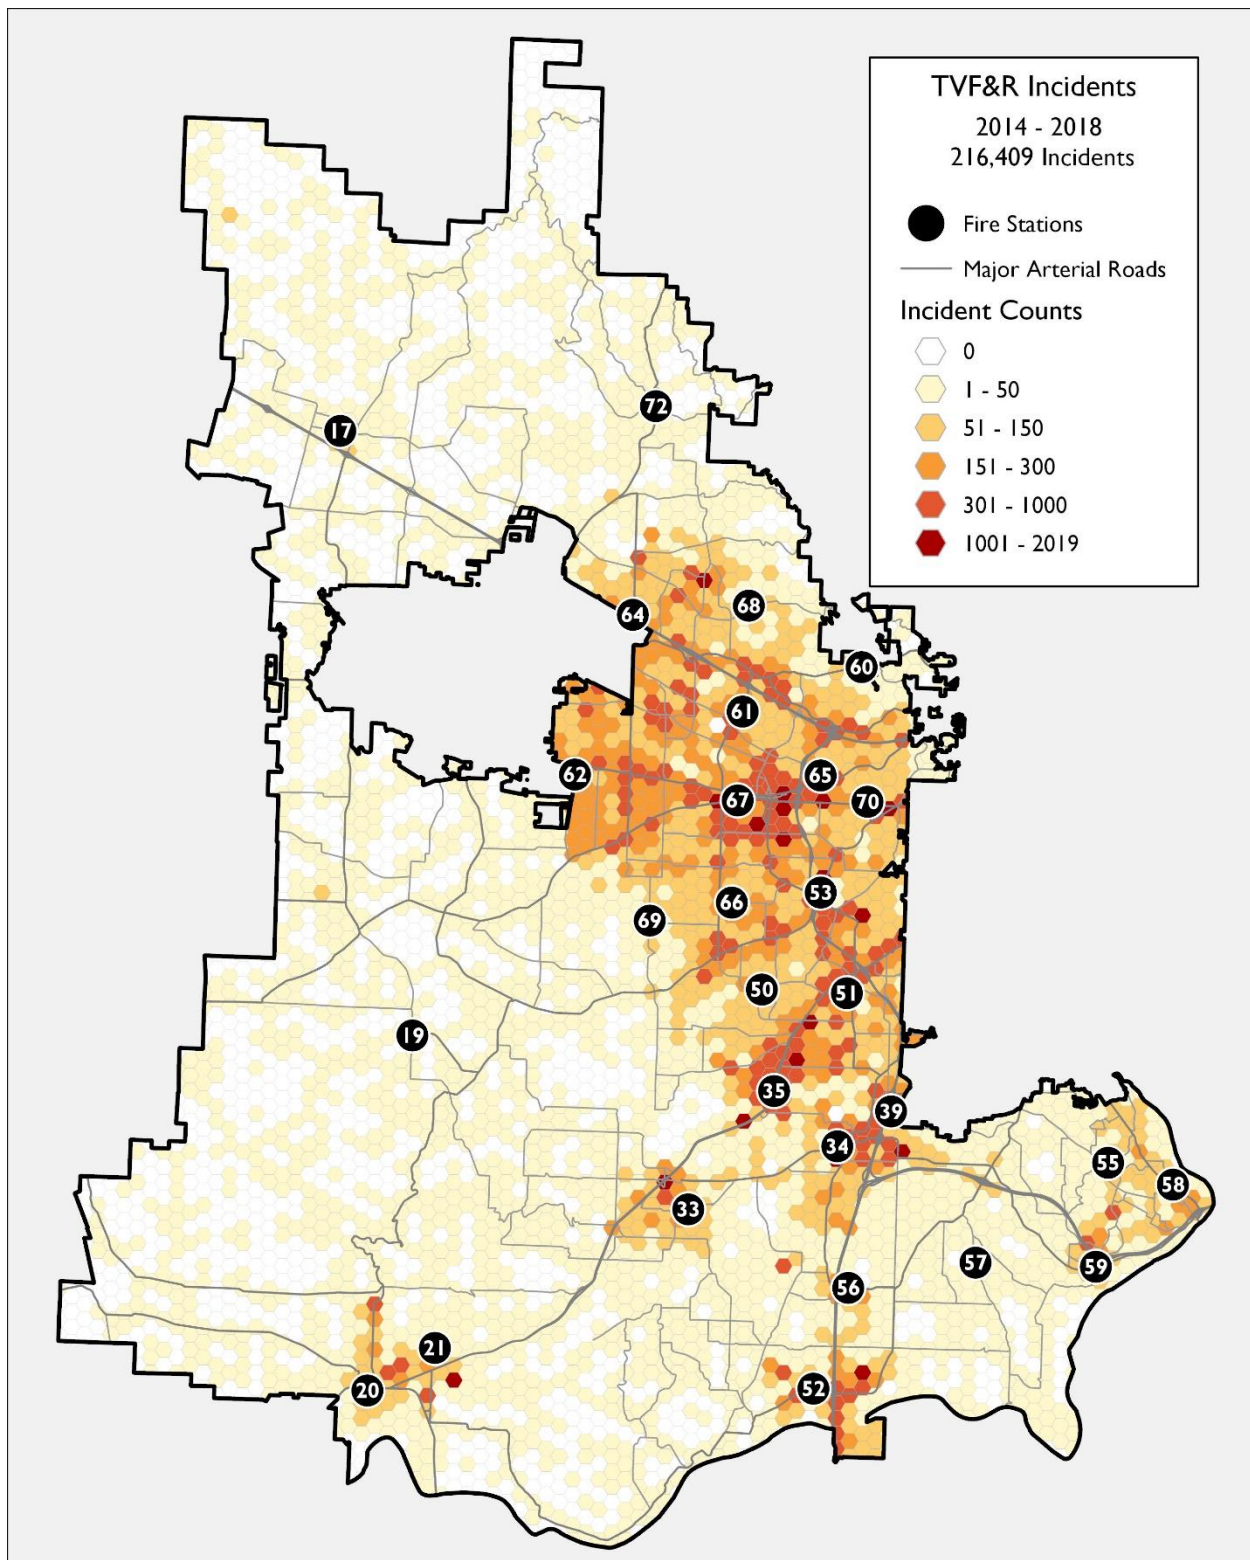 TVF&R Incidents
2014 - 2018
216,409 Incidents
Fire Stations
Major Arterial Roads
Incident Counts
0
1 - 50
51 - 150
151 - 300
301 - 1000
1001 - 2019
72
17
68
64
60
61
62
65
67
70
53
66
69
50
51
19
35
39
34
55
58
33
57
59
56
21
52
20